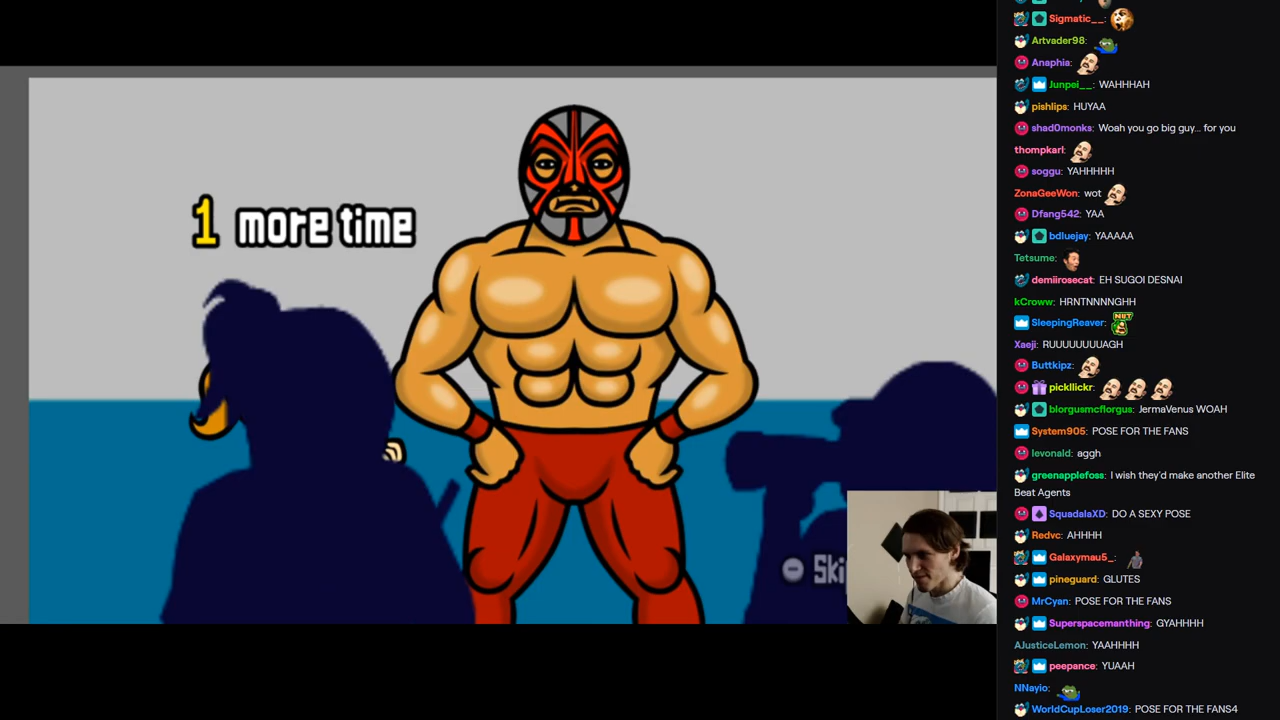 1 more time
Ski
Sigmatic__:
Artvader98:
Anaphia:
Junpei__: WAHHHAH
pishlips: HUYAA
shad0monks: Woah you go big guy... for you
thompkarl:
soggu: YAHHHHH
ZonaGeeWon: wot
Dfang542: YAA
bdluejay: YAAAAA
Tetsume:
demiirosecat: EH SUGOI DESNAI
kCroww: HRNTNNNNGHH
SleepingReaver:
Xaeji: RUUUUUUUUAGH
Buttkipz:
pickllickr:
blorgusmcflorgus: JermaVenus WOAH
System905: POSE FOR THE FANS
levonald: aggh
greenapplefoss: I wish they'd make another Elite
Beat Agents
SquadalaXD: DO A SEXY POSE
Redvc: AHHHH
Galaxymau5_:
pineguard: GLUTES
MrCyan: POSE FOR THE FANS
Superspacemanthing: GYAHHHH
AJusticeLemon: YAAHHHH
peepance: YUAAH
NNayio:
WorldCupLoser2019: POSE FOR THE FANS4